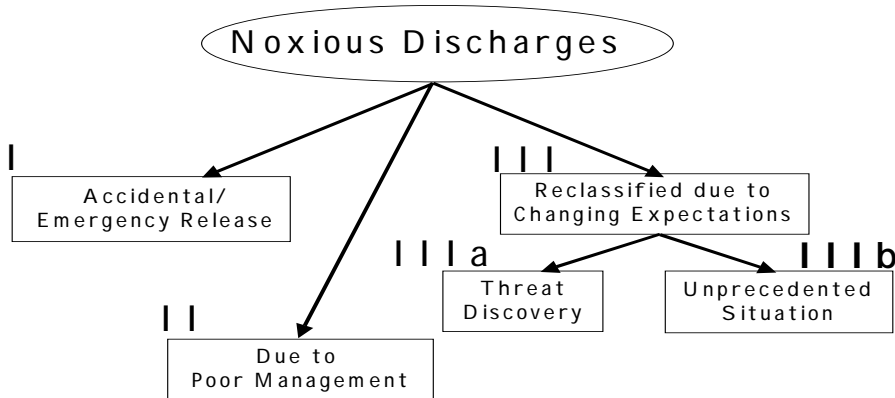 Noxious Discharges
I
Accidental/
Emergency Release
III
Reclassified due to
Changing Expectations
IIIa
Threat
Discovery
IIIb
Unprecedented
Situation
II
Due to
Poor Management